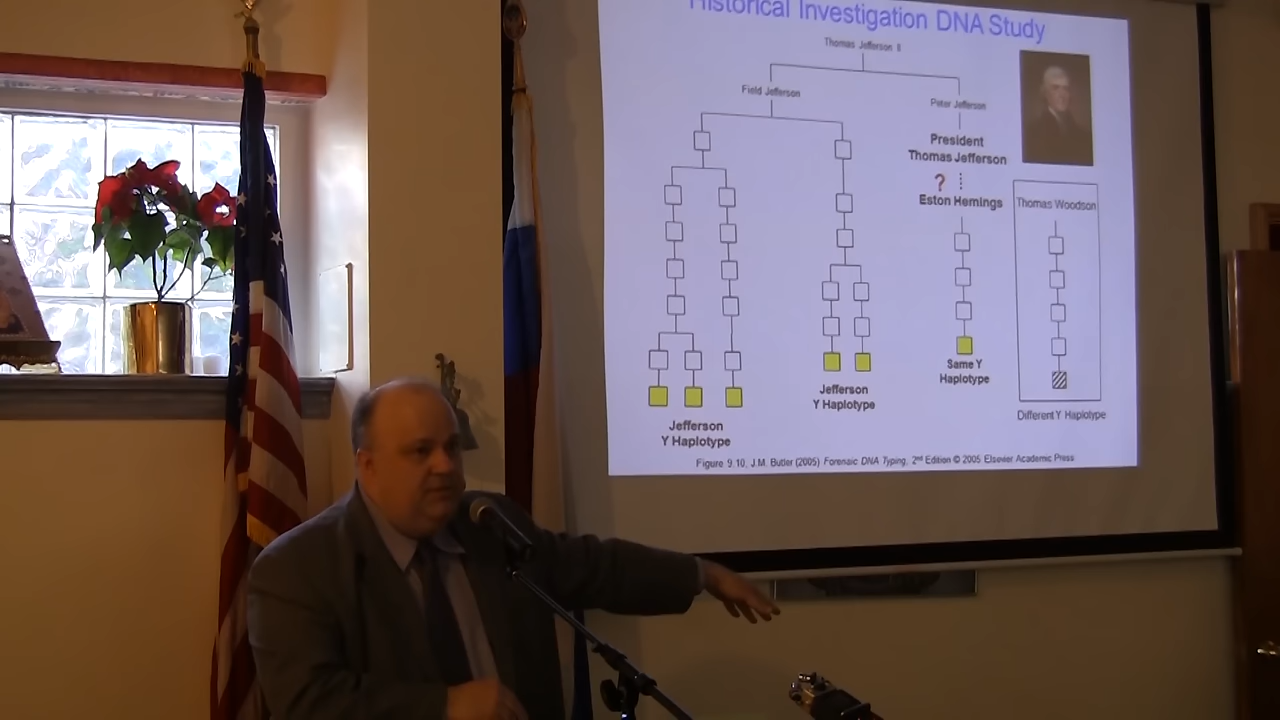 Historical Investigation DNA Study
Thomas Jefferson II
Field Jefferson
Peter Jefferson
President
Thomas Jefferson
?
Eston Hemings
Thomas Woodson
Same Y
Haplotype
Jefferson
Y Haplotype
Different Y Haplotype
Jefferson
Y Haplotype
Figure 9.10, J.M. Butler (2005) Forensic DNA Typing, 2nd Edition © 2005 Elsevier Academic Press